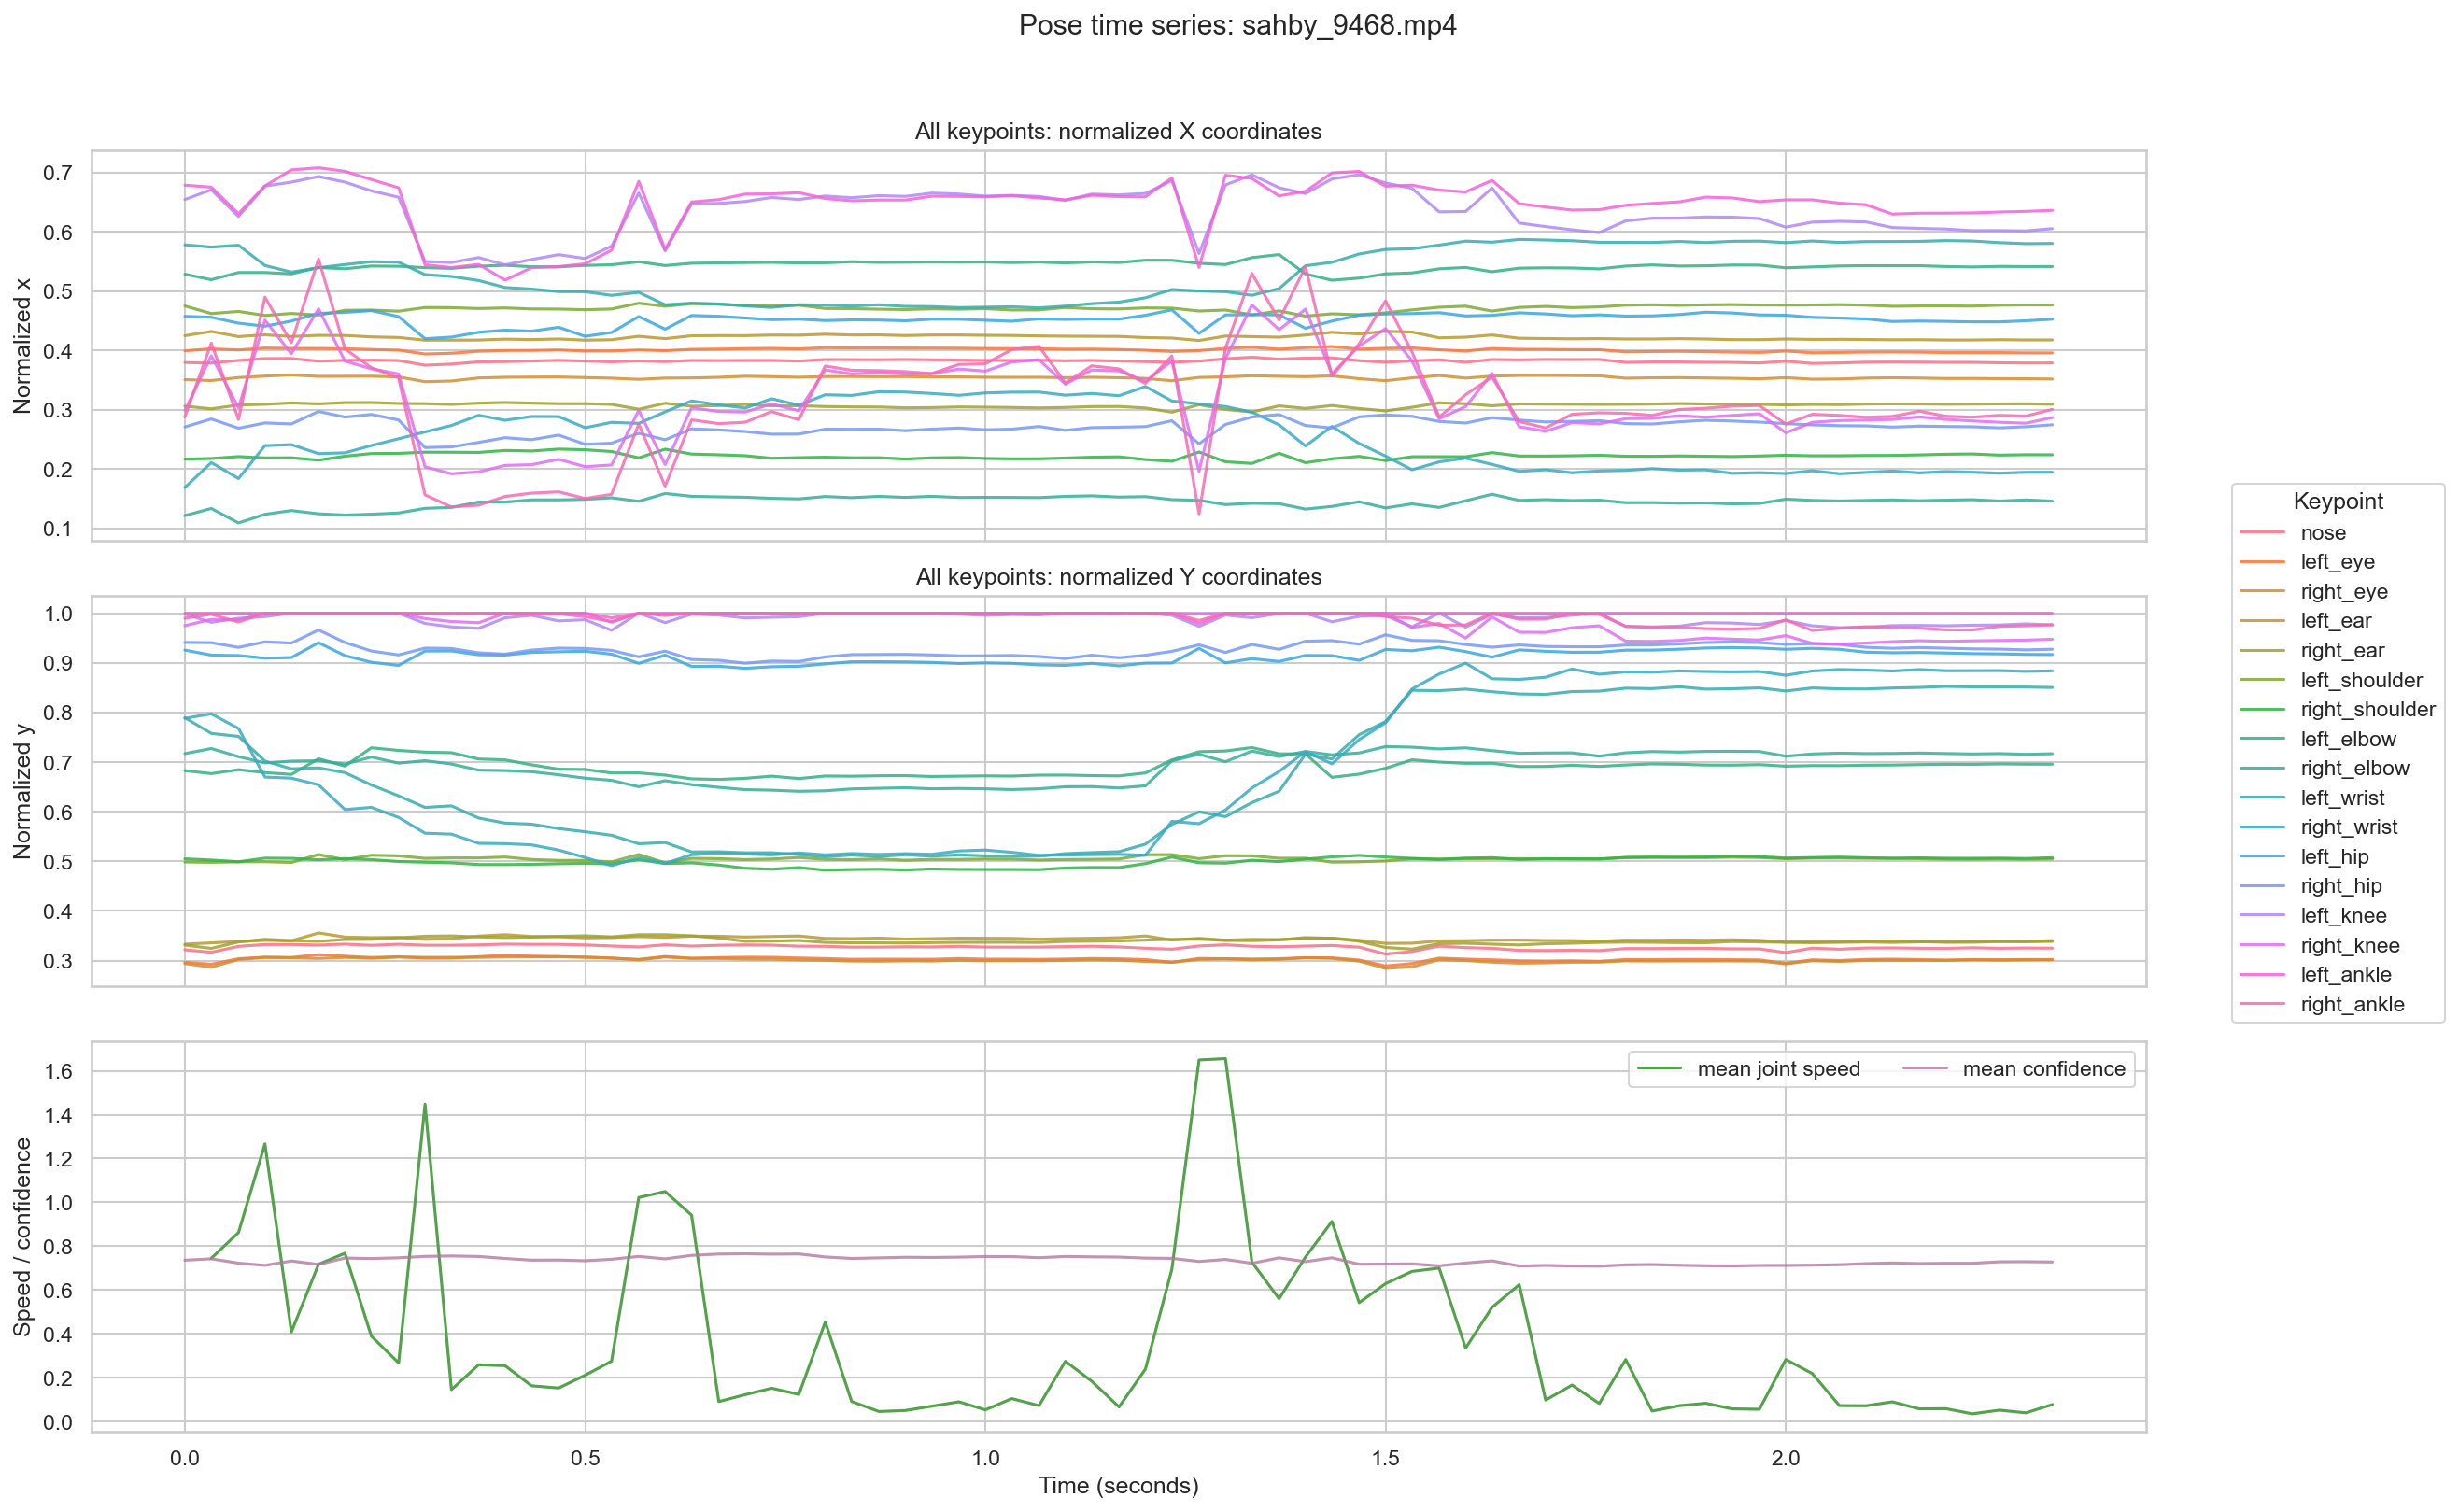 Pose time series: sahby_9468.mp4
All keypoints: normalized X coordinates
Normalized x
0.7
0.6
0.5
0.4
0.3
0.2
0.1
All keypoints: normalized Y coordinates
Normalized y
1.0
0.9
0.8
0.7
0.6
0.5
0.4
0.3
Keypoint
nose
left_eye
right_eye
left_ear
right_ear
left_shoulder
right_shoulder
left_elbow
right_elbow
left_wrist
right_wrist
left_hip
right_hip
left_knee
right_knee
left_ankle
right_ankle
Speed / confidence
1.6
1.4
1.2
1.0
0.8
0.6
0.4
0.2
0.0
mean joint speed mean confidence
0.0 0.5 1.0 1.5 2.0
Time (seconds)